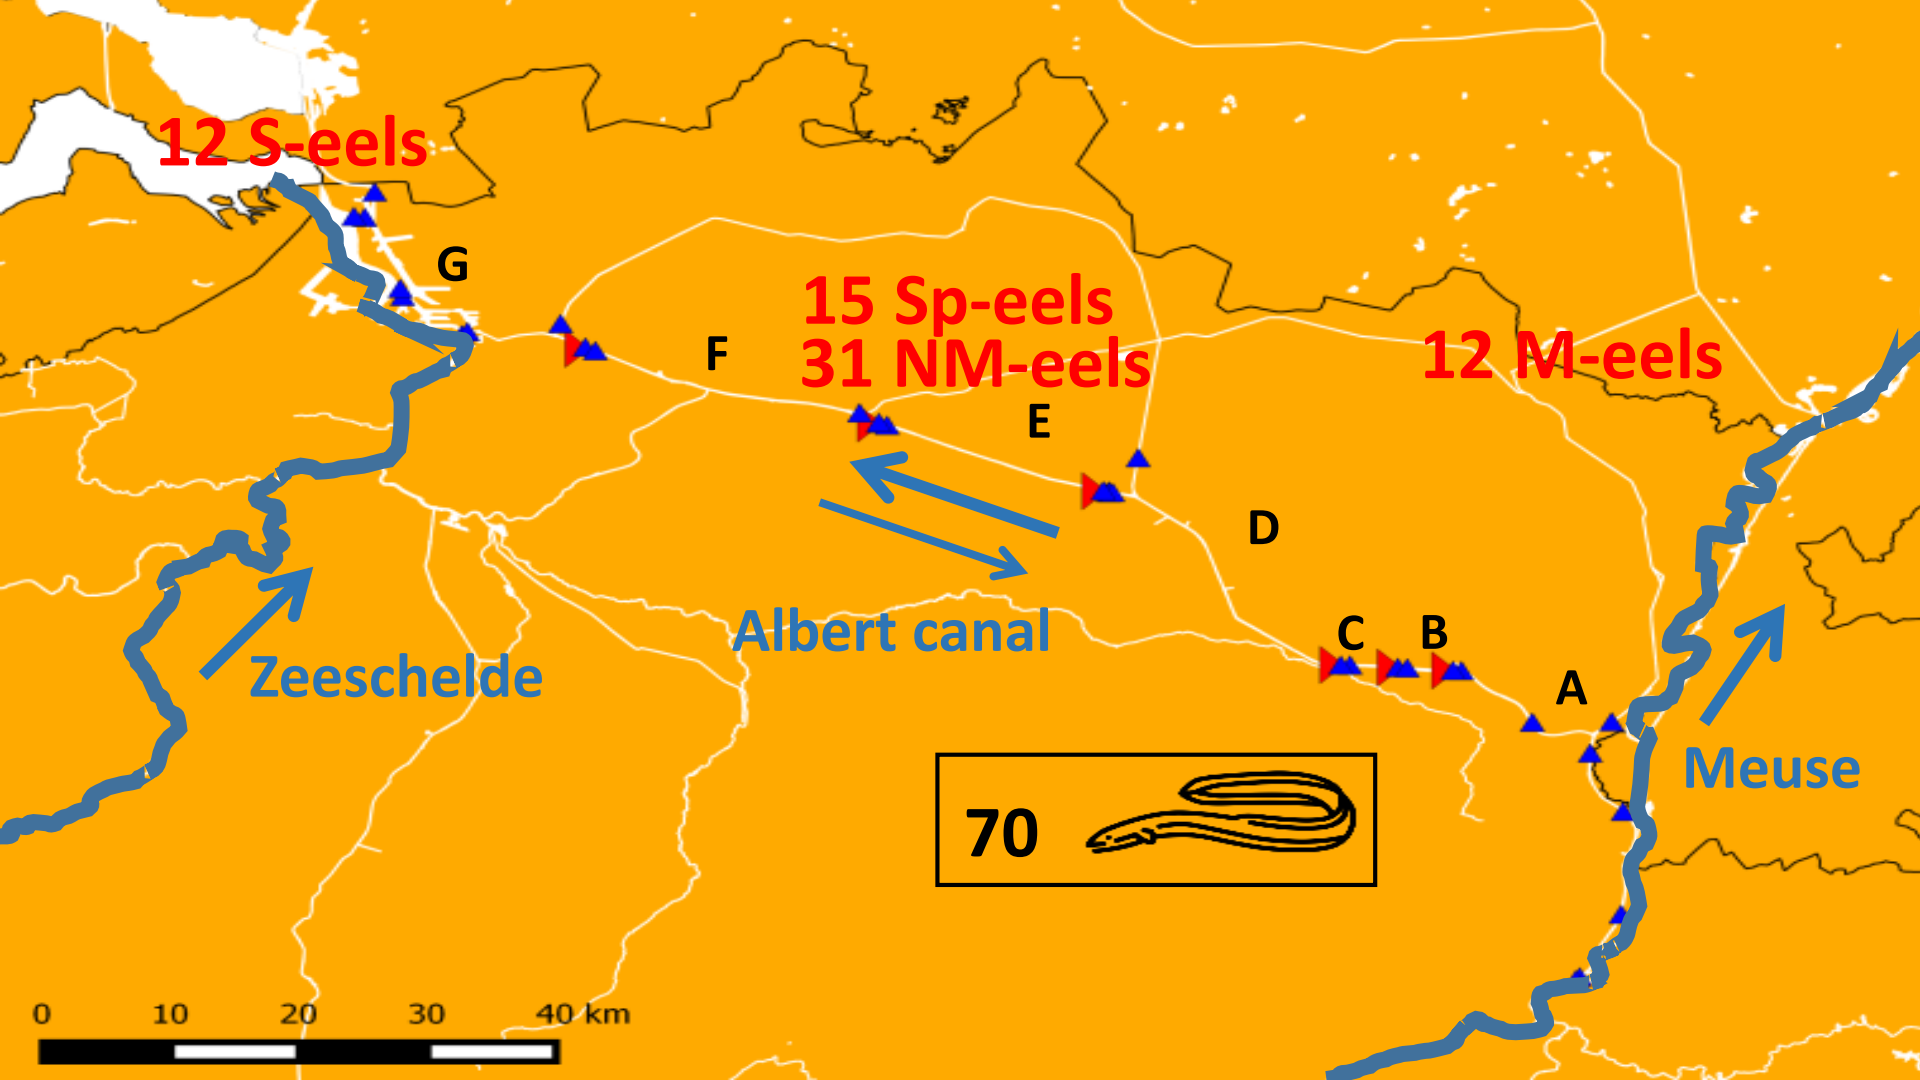 12 S-eels
G
15 Sp-eels
31 NM-eels
12 M-eels
F
E
D
C
B
A
Albert canal
Zeeschelde
Meuse
70
0 10 20 30 40 km